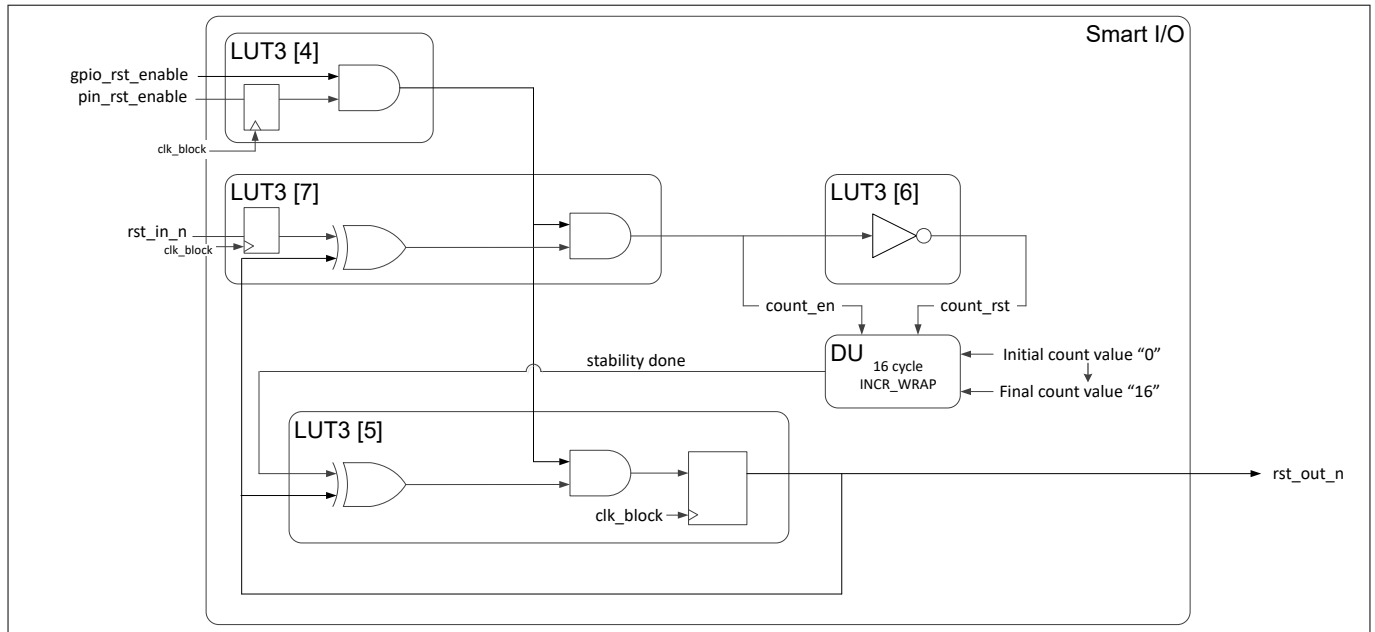 Smart I/O
LUT3 [4]
gpio_rst_enable
pin_rst_enable
clk_block
LUT3 [7]
rst_in_n
clk_block
LUT3 [6]
count_en
count_rst
stability done
DU
16 cycle
INCR_WRAP
Initial count value “0”
Final count value “16”
LUT3 [5]
clk_block
rst_out_n